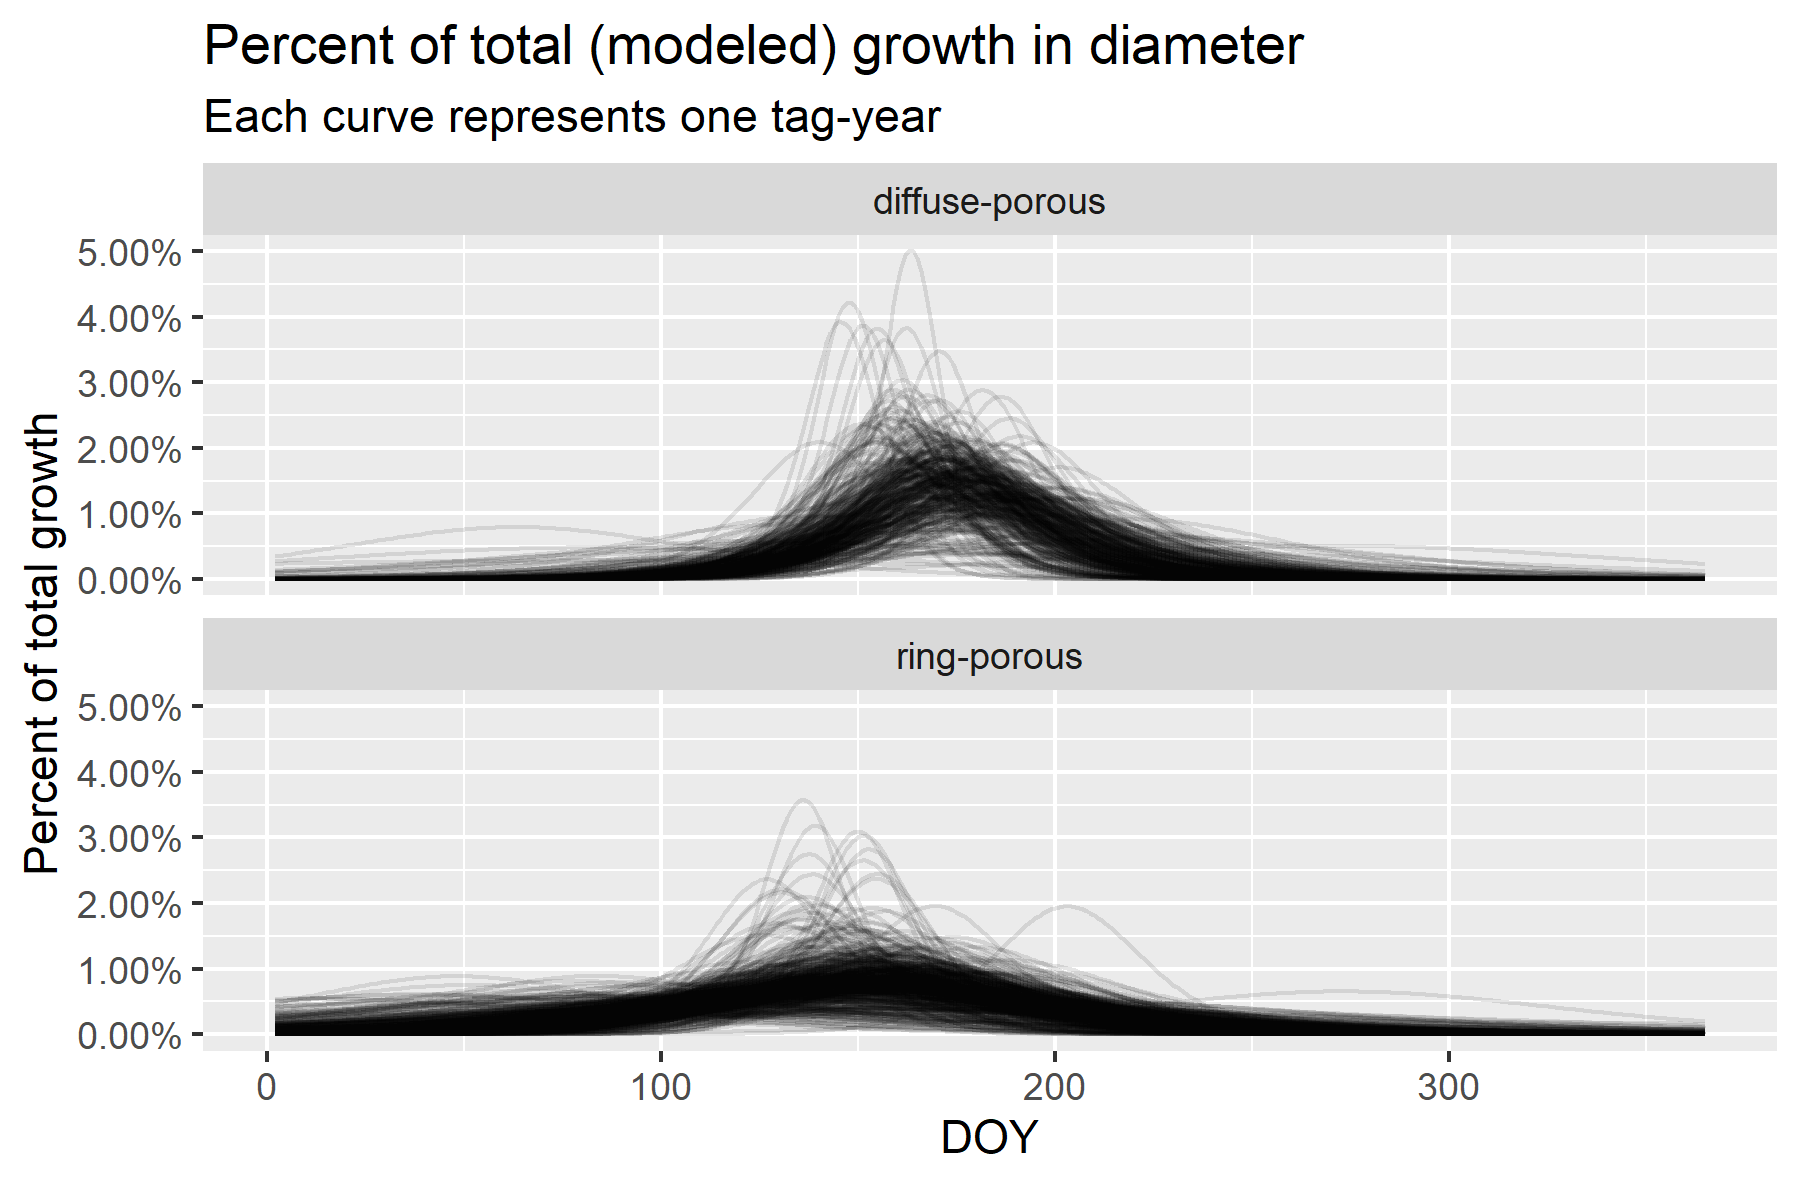 Percent of total (modeled) growth in diameter
Each curve represents one tag-year
diffuse-porous
5.00%
4.00%
3.00%
2.00%
1.00%
0.00%
ring-porous
5.00%
4.00%
3.00%
2.00%
1.00%
0.00%
Percent of total growth
0 100 200 300
DOY